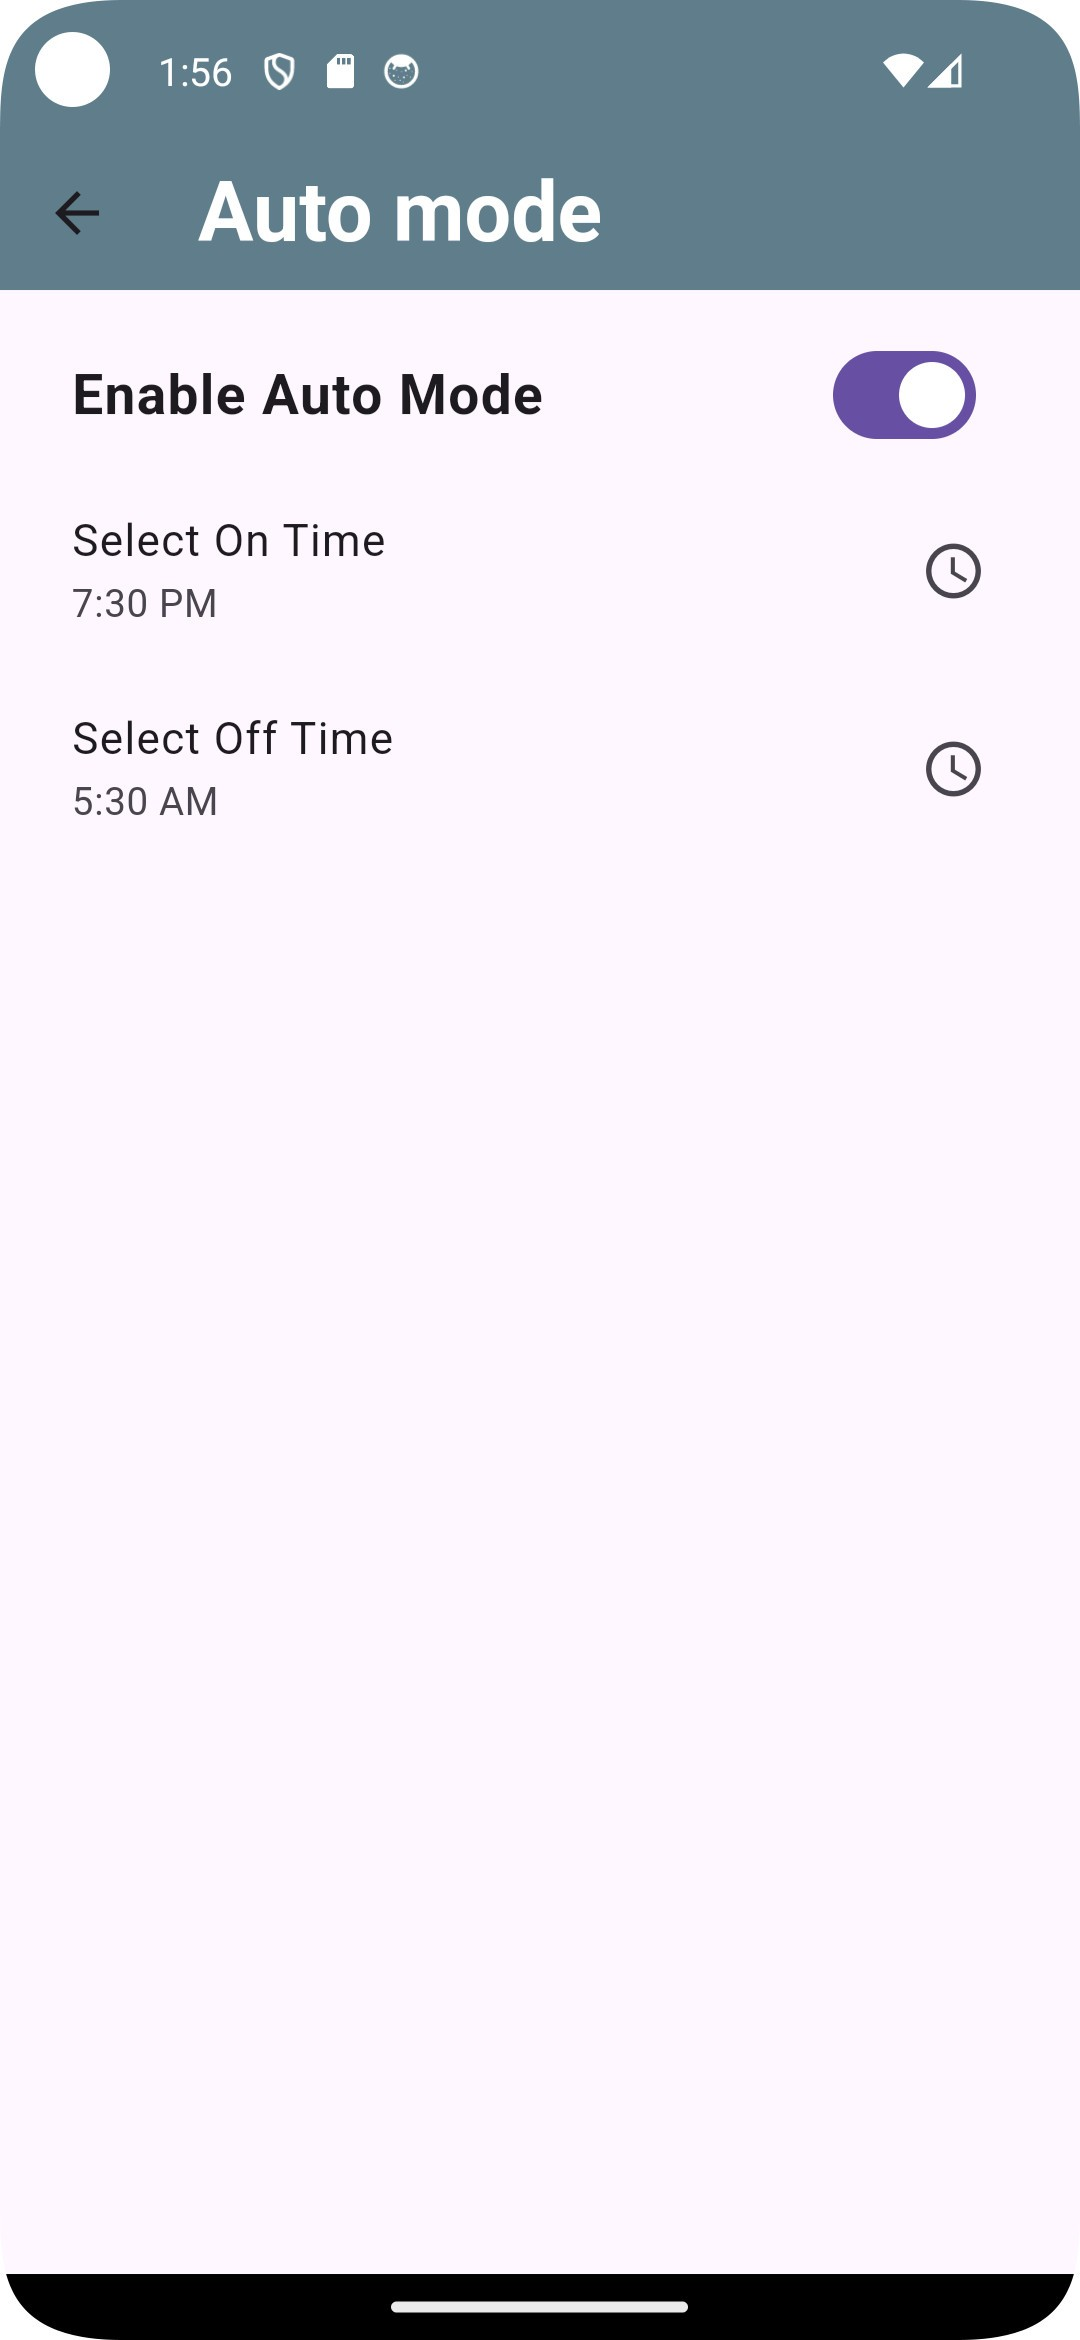 1:56
Auto mode
Enable Auto Mode
Select On Time
7:30 PM
Select Off Time
5:30 AM